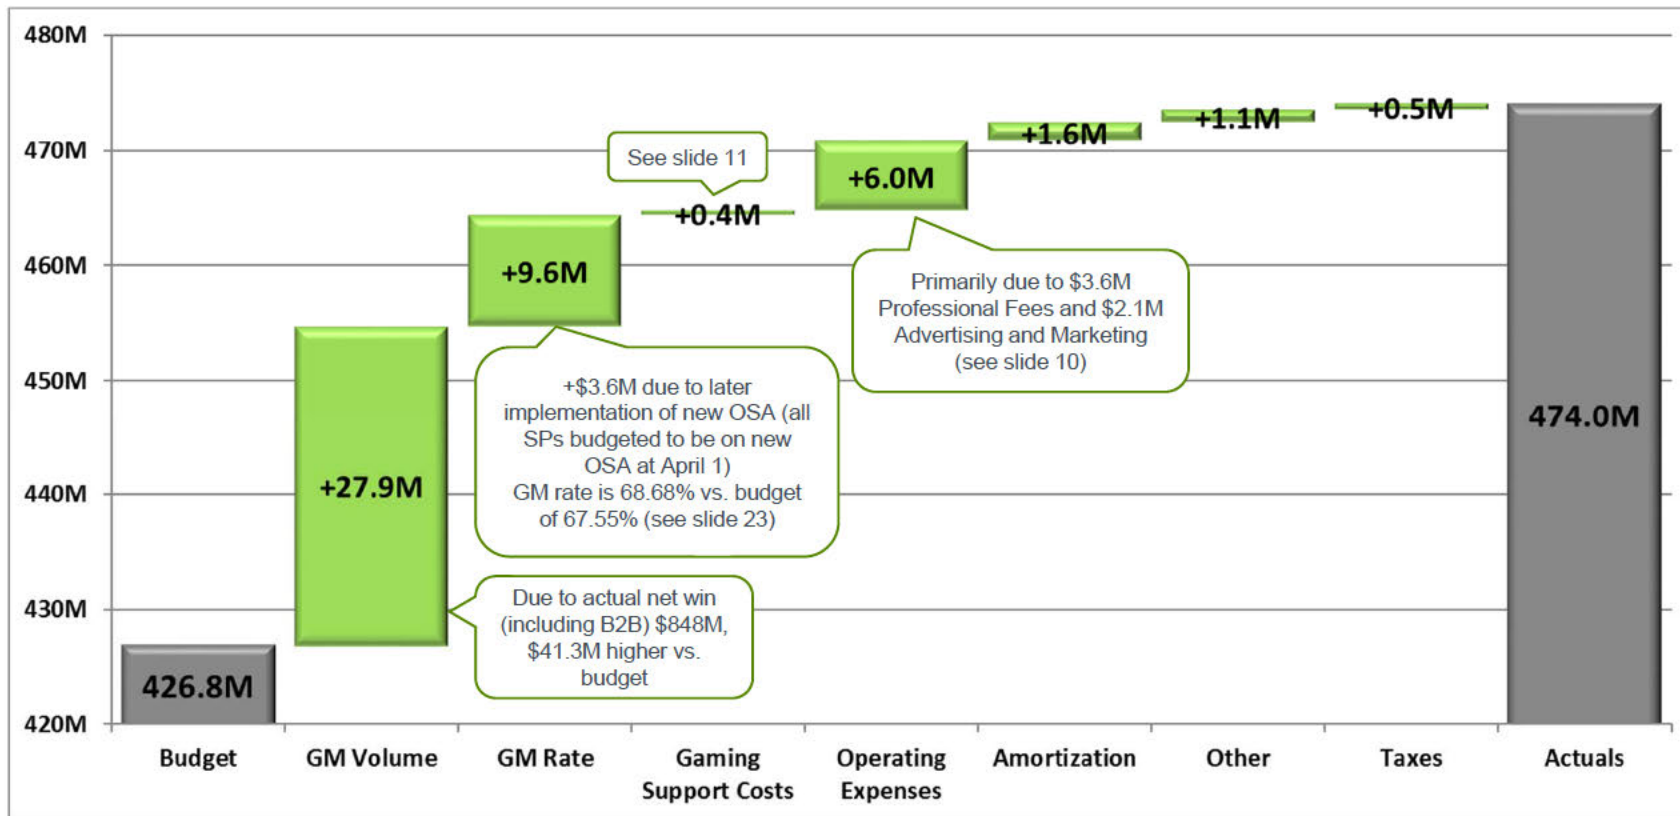 480M
470M
460M
450M
440M
430M
420M
426.8M
+27.9M
+9.6M
+0.4M
+6.0M
+1.6M
+1.1M
+0.5M
474.0M
See slide 11
Primarily due to $3.6M
Professional Fees and $2.1M
Advertising and Marketing
(see slide 10)
+$3.6M due to later
implementation of new OSA (all
SPs budgeted to be on new
OSA at April 1)
GM rate is 68.68% vs. budget
of 67.55% (see slide 23)
Due to actual net win
(including B2B) $848M,
$41.3M higher vs.
budget
Budget
GM Volume
GM Rate
Gaming
Support Costs
Operating
Expenses
Amortization
Other
Taxes
Actuals